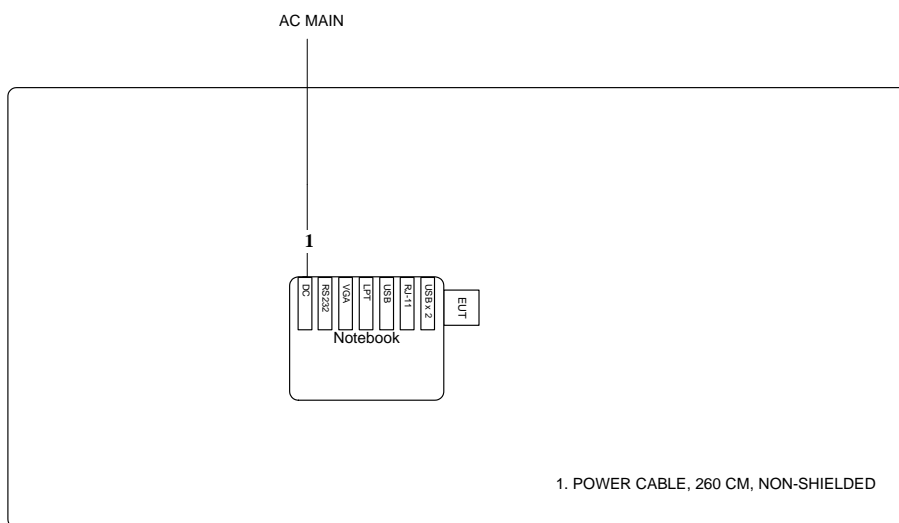 AC MAIN
1
DC
RS232
VGA
LPT
USB
RJ-11
USB x 2
EUT
Notebook
1. POWER CABLE, 260 CM, NON-SHIELDED